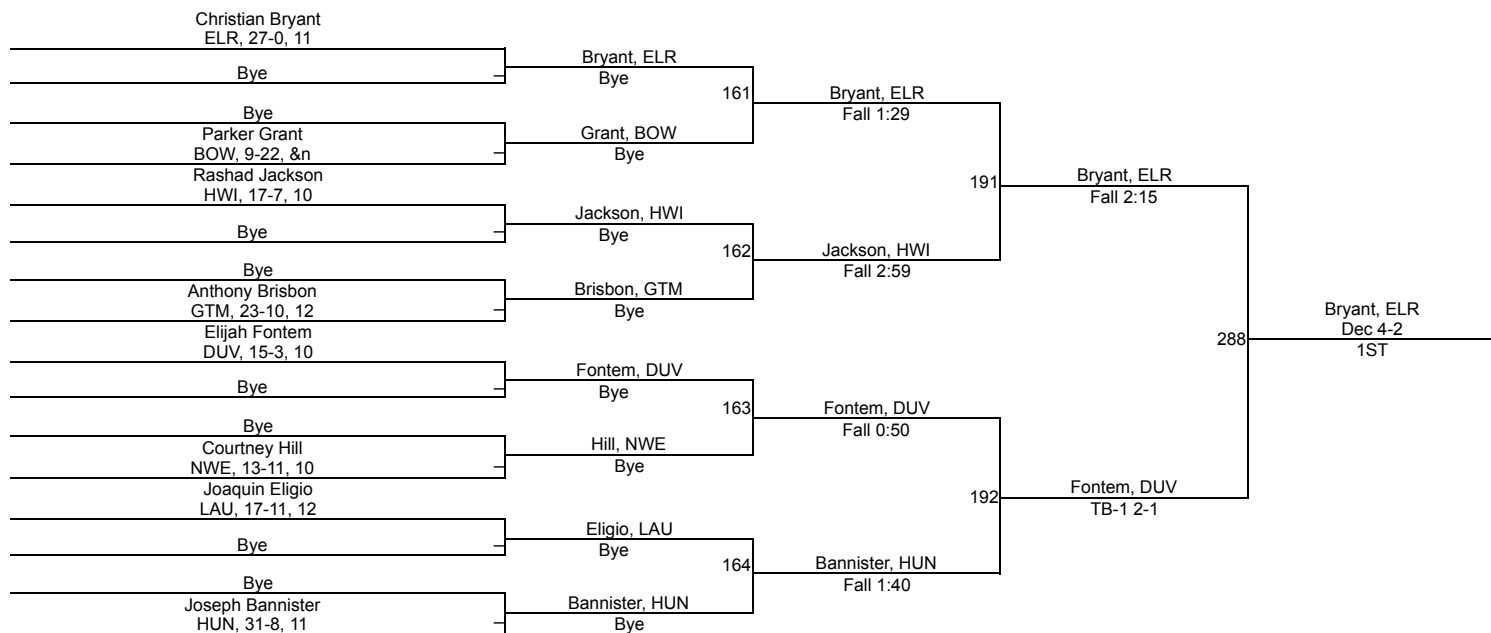 Christian Bryant
ELR, 27-0, 11
Bye
Bye
Parker Grant
BOW, 9-22, &n
Rashad Jackson
HWI, 17-7, 10
Bye
Bye
Anthony Brisbon
GTM, 23-10, 12
Elijah Fontem
DUV, 15-3, 10
Bye
Bye
Courtney Hill
NWE, 13-11, 10
Joaquin Eligio
LAU, 17-11, 12
Bye
Bye
Joseph Bannister
HUN, 31-8, 11
Bryant, ELR
Bye
161
Grant, BOW
Bye
Jackson, HWI
Bye
162
Brisbon, GTM
Bye
Fontem, DUV
Bye
163
Hill, NWE
Bye
Eligio, LAU
Bye
164
Bannister, HUN
Bye
Bryant, ELR
Fall 1:29
191
Jackson, HWI
Fall 2:59
Fontem, DUV
Fall 0:50
192
Bannister, HUN
Fall 1:40
Bryant, ELR
Fall 2:15
288
Fontem, DUV
TB-1 2-1
Bryant, ELR
Dec 4-2
1ST